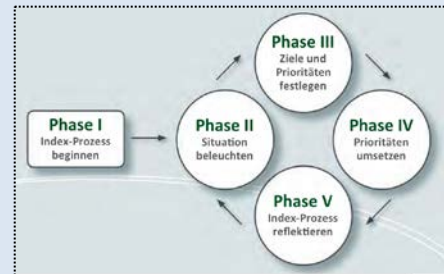 Phase I
Index-Prozess
beginnen
Phase II
Situation
beleuchten
Phase III
Ziele und
Prioritäten
festlegen
Phase IV
Prioritäten
umsetzen
Phase V
Index-Prozess
reflektieren